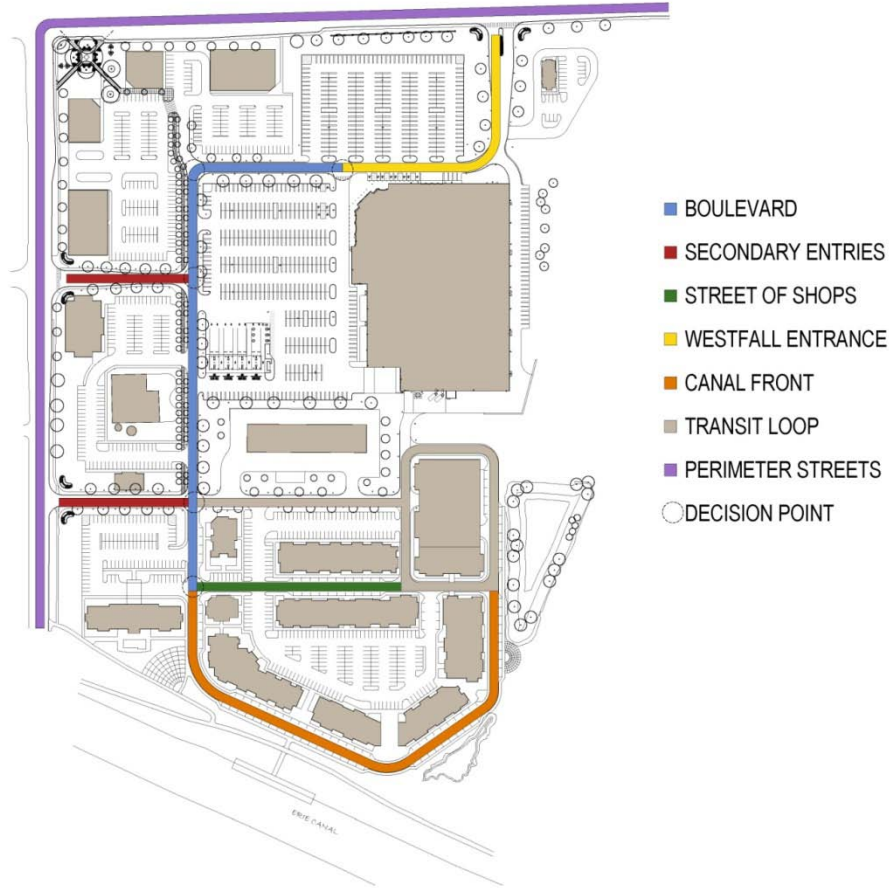 BOULEVARD
SECONDARY ENTRIES
STREET OF SHOPS
WESTFALL ENTRANCE
CANAL FRONT
TRANSIT LOOP
PERIMETER STREETS
DECISION POINT
ERIE CANAL